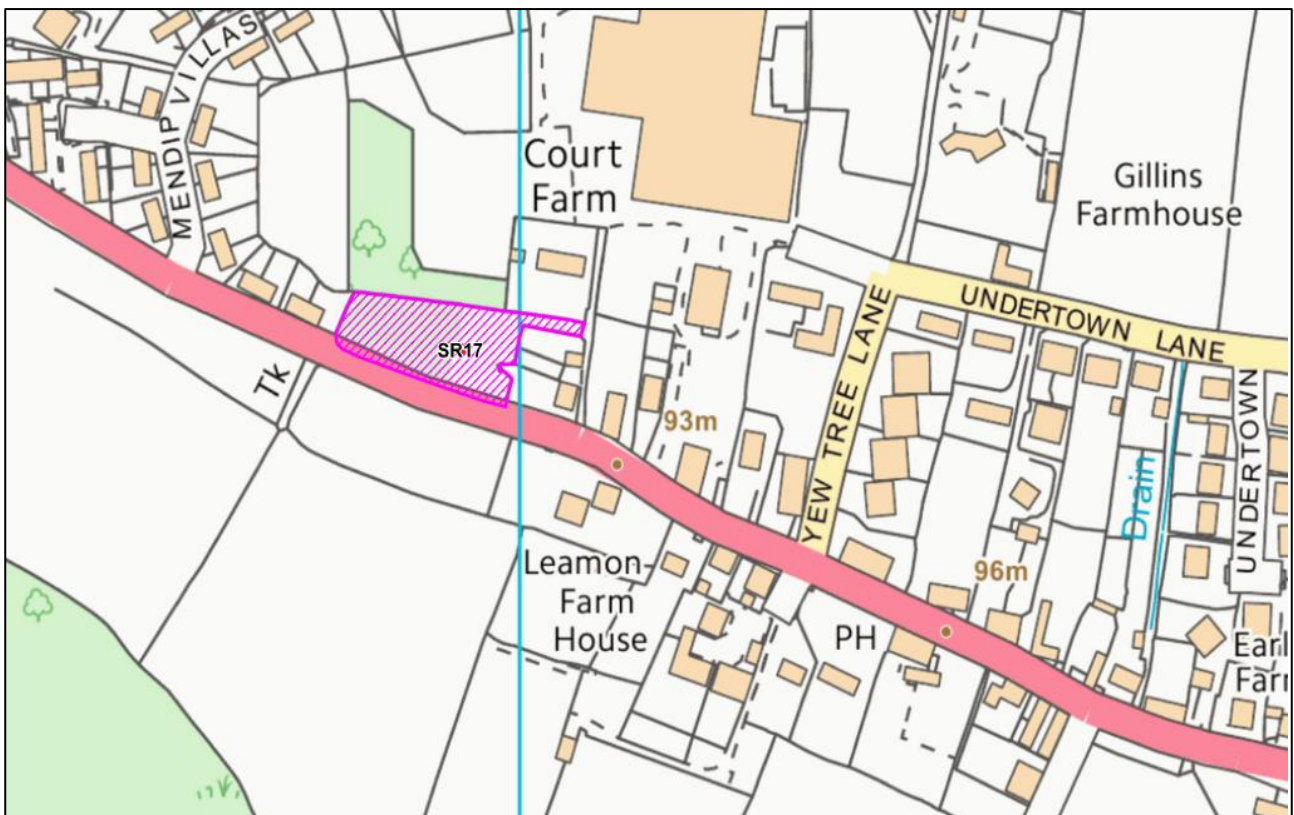 MENDIP VILLAS
Court
Farm
Gillins
Farmhouse
UNDERTOWN LANE
SR17
Tk
93m
YEW TREE LANE
Drain
UNDERTOWN
Leamon
Farm
House
96m
PH
Earl
Farr